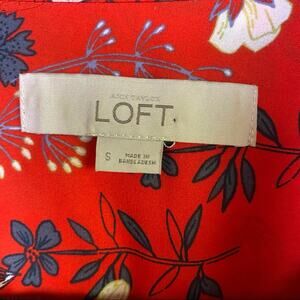 ANN TAYLOR
LOFT.
S
MADE IN
BANGLADESH